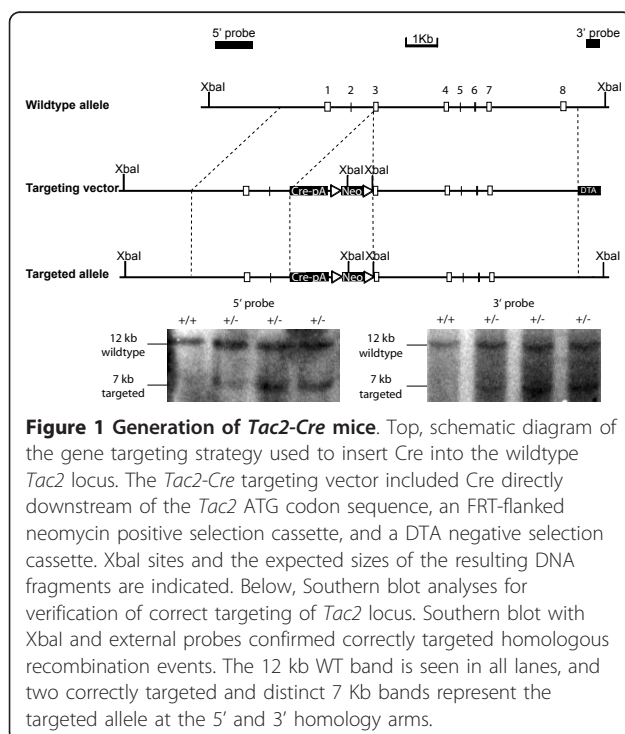 5' probe
1Kb
3' probe
XbaI
1 2 3 4 5 6 7 8
XbaI
Wildtype allele
XbaI
XbaI XbaI
Targeting vector
Cre-pA Neo DTA
XbaI
XbaI XbaI
XbaI
Targeted allele
Cre-pA Neo
5' probe
+/+ +/- +/- +/-
12 kb
wildtype
7 kb
targeted
3' probe
+/+ +/- +/- +/-
12 kb
wildtype
7 kb
targeted
Figure 1 Generation of Tac2-Cre mice. Top, schematic diagram of
the gene targeting strategy used to insert Cre into the wildtype
Tac2 locus. The Tac2-Cre targeting vector included Cre directly
downstream of the Tac2 ATG codon sequence, an FRT-flanked
neomycin positive selection cassette, and a DTA negative selection
cassette. XbaI sites and the expected sizes of the resulting DNA
fragments are indicated. Below, Southern blot analyses for
verification of correct targeting of Tac2 locus. Southern blot with
XbaI and external probes confirmed correctly targeted homologous
recombination events. The 12 kb WT band is seen in all lanes, and
two correctly targeted and distinct 7 Kb bands represent the
targeted allele at the 5' and 3' homology arms.